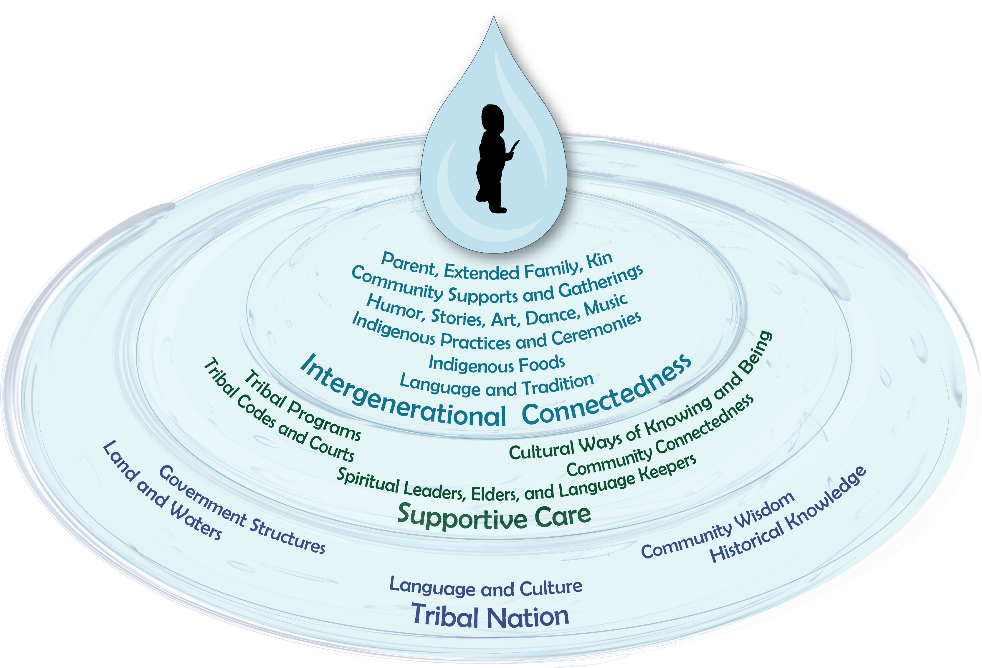 Parent, Extended Family, Kin
Community Supports and Gatherings
Humor, Stories, Art, Dance, Music
Indigenous Practices and Ceremonies
Indigenous Foods
Language and Tradition
Intergenerational Connectedness
Tribal Programs
Tribal Codes and Courts
Cultural Ways of Knowing and Being
Community Connectedness
Spiritual Leaders, Elders, and Language Keepers
Supportive Care
Government Structures
Land and Waters
Community Wisdom
Historical Knowledge
Language and Culture
Tribal Nation